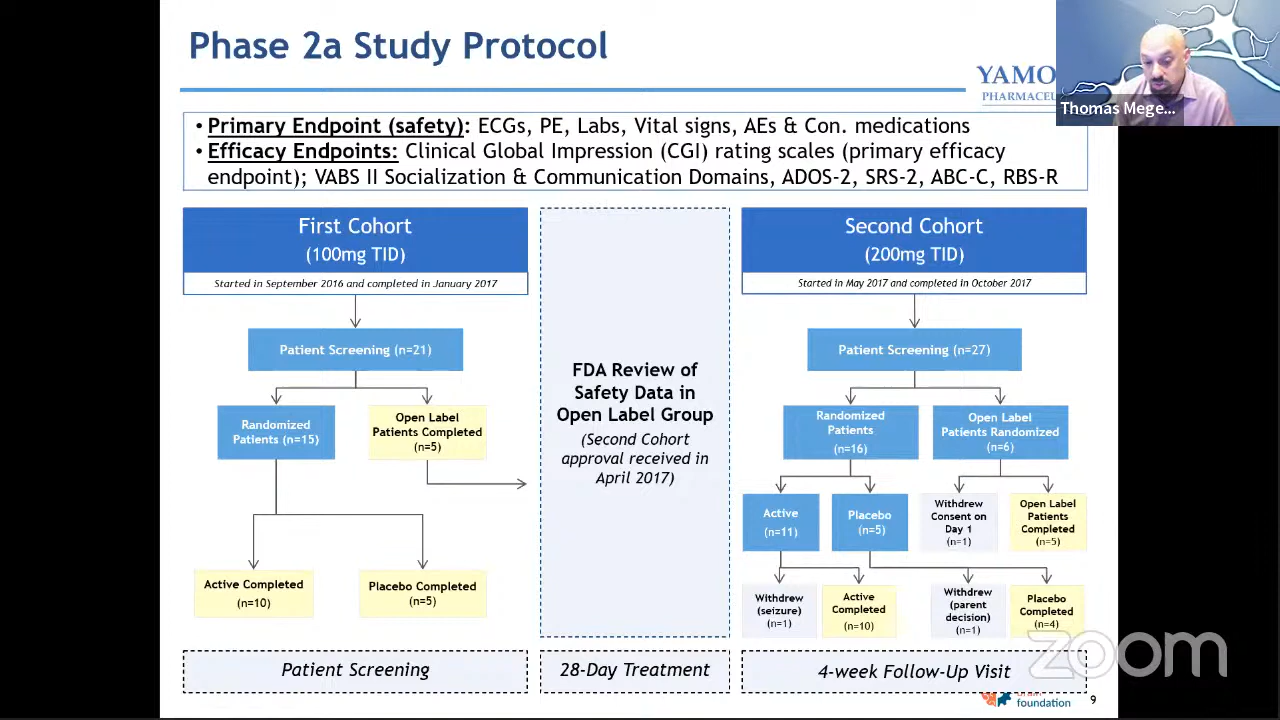 Phase 2a Study Protocol
YAMO
PHARMACEU
Thomas Mege...
• Primary Endpoint (safety): ECGs, PE, Labs, Vital signs, AEs & Con. medications
• Efficacy Endpoints: Clinical Global Impression (CGI) rating scales (primary efficacy
endpoint); VABS II Socialization & Communication Domains, ADOS-2, SRS-2, ABC-C, RBS-R
First Cohort
(100mg TID)
Started in September 2016 and completed in January 2017
Patient Screening (n=21)
Randomized
Patients (n=15)
Open Label
Patients Completed
(n=5)
Active Completed
(n=10)
Placebo Completed
(n=5)
FDA Review of
Safety Data in
Open Label Group
(Second Cohort
approval received in
April 2017)
Second Cohort
(200mg TID)
Started in May 2017 and completed in October 2017
Patient Screening (n=27)
Randomized
Patients
(n=16)
Open Label
Patients Randomized
(n=6)
Active
(n=11)
Placebo
(n=5)
Withdrew
Consent on
Day 1
(n=1)
Open Label
Patients
Completed
(n=5)
Withdrew
(seizure)
(n=1)
Active
Completed
(n=10)
Withdrew
(parent
decision)
(n=1)
Placebo
Completed
(n=4)
Patient Screening
28-Day Treatment
4-week Follow-Up Visit
zoom
foundation
9